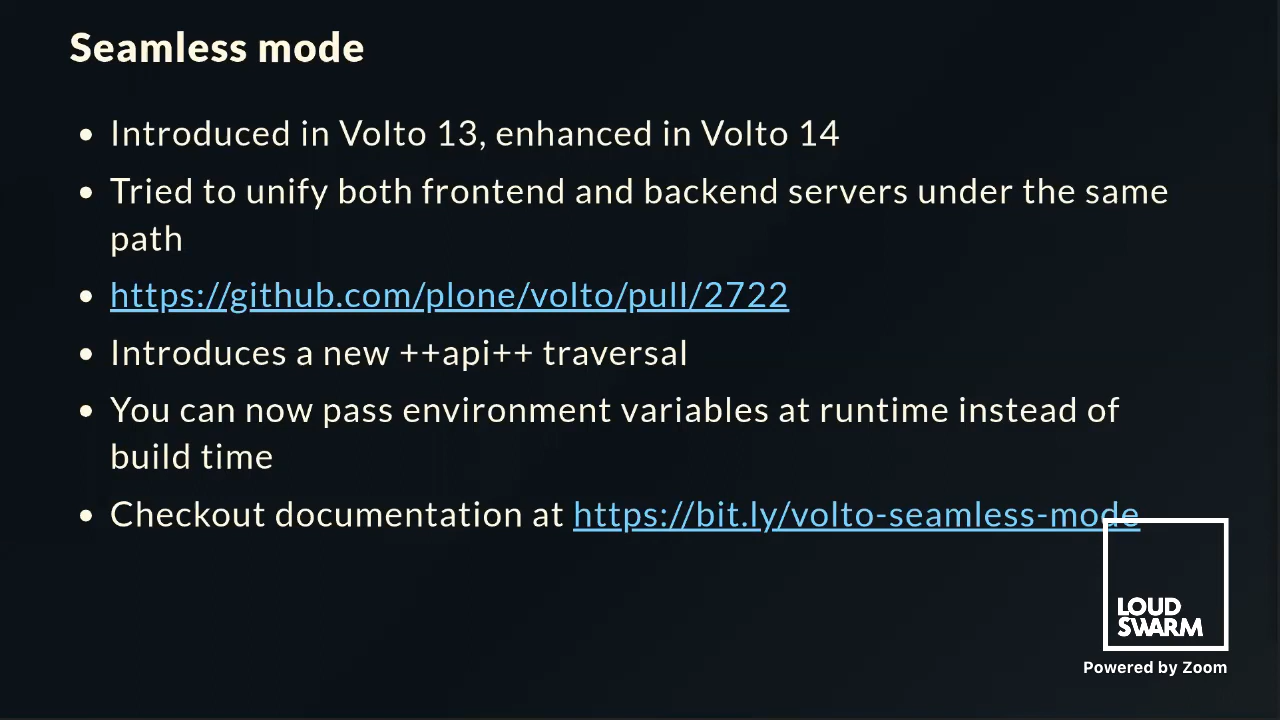 Seamless mode
Introduced in Volto 13, enhanced in Volto 14
Tried to unify both frontend and backend servers under the same
path
https://github.com/plone/volto/pull/2722
Introduces a new ++api++ traversal
You can now pass environment variables at runtime instead of
build time
Checkout documentation at https://bit.ly/volto-seamless-mode
LOUD
SWARM
Powered by Zoom